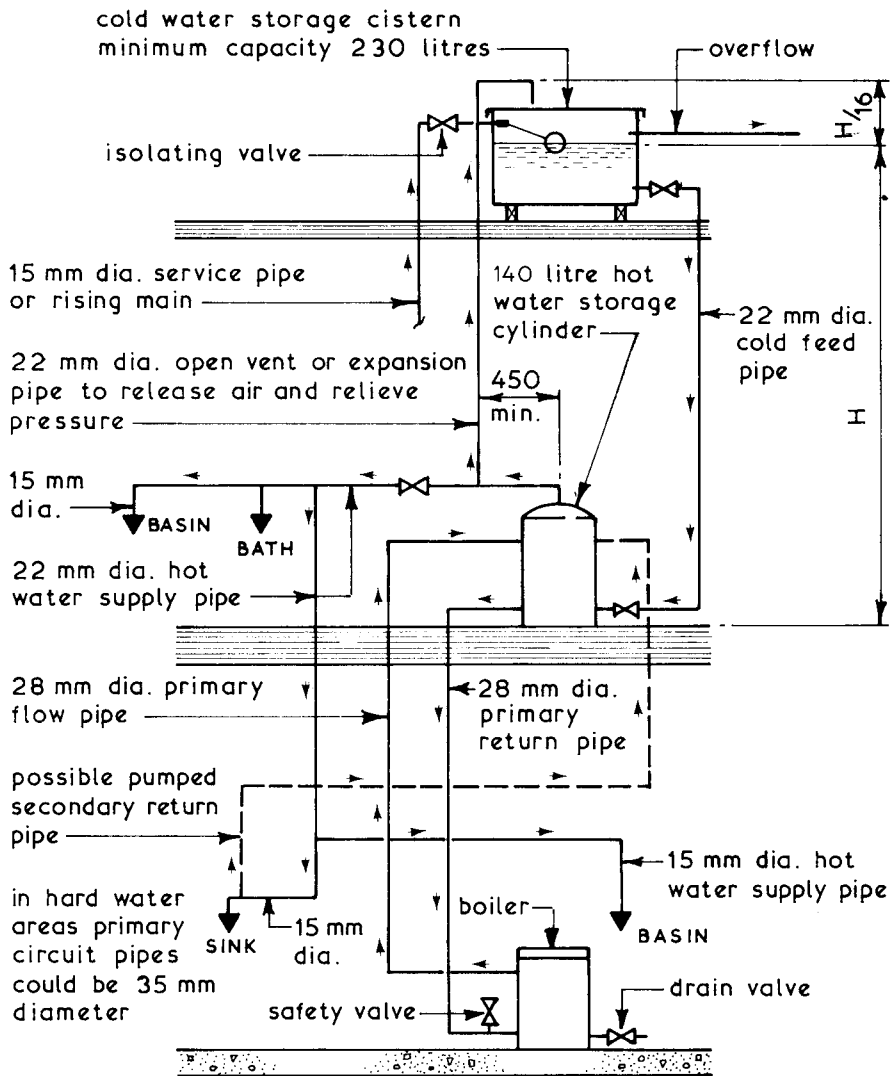 cold water storage cistern
minimum capacity 230 litres
overflow
H/16
isolating valve
15 mm dia. service pipe
or rising main
140 litre hot
water storage
cylinder
22 mm dia.
cold feed
pipe
22 mm dia. open vent or expansion
pipe to release air and relieve
pressure
450
min.
H
15 mm
dia.
BASIN
BATH
22 mm dia. hot
water supply pipe
28 mm dia. primary
flow pipe
28 mm dia.
primary
return pipe
possible pumped
secondary return
pipe
15 mm dia. hot
water supply pipe
in hard water
areas primary
circuit pipes
could be 35 mm
diameter
SINK
15 mm
dia.
boiler
BASIN
safety valve
drain valve